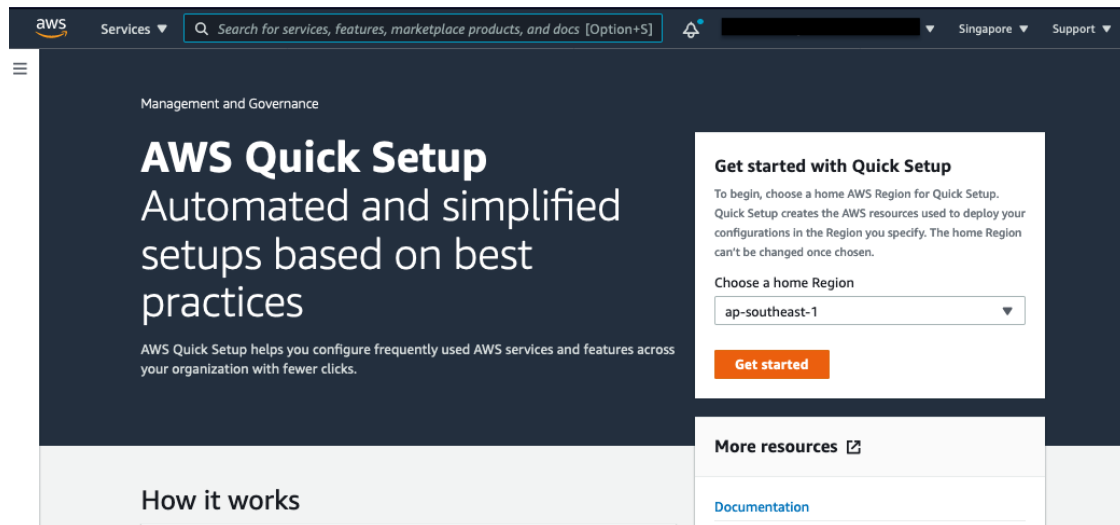 aws
Services ▼
Search for services, features, marketplace products, and docs [Option+S]
Singapore ▼
Support ▼
Management and Governance
AWS Quick Setup
Automated and simplified
setups based on best
practices
AWS Quick Setup helps you configure frequently used AWS services and features across
your organization with fewer clicks.
Get started with Quick Setup
To begin, choose a home AWS Region for Quick Setup.
Quick Setup creates the AWS resources used to deploy your
configurations in the Region you specify. The home Region
can't be changed once chosen.
Choose a home Region
ap-southeast-1
Get started
More resources
Documentation
How it works